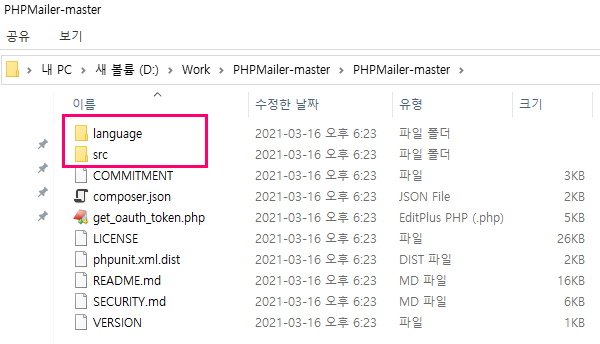 PHPMailer-master
공유 보기
내 PC > 새 볼륨 (D:) > Work > PHPMailer-master > PHPMailer-master >
이름 수정한 날짜 유형 크기
language 2021-03-16 오후 6:23 파일 폴더
src 2021-03-16 오후 6:23 파일 폴더
COMMITMENT 2021-03-16 오후 6:23 파일 3KB
composer.json 2021-03-16 오후 6:23 JSON File 2KB
get_oauth_token.php 2021-03-16 오후 6:23 EditPlus PHP (.php) 5KB
LICENSE 2021-03-16 오후 6:23 파일 26KB
phpunit.xml.dist 2021-03-16 오후 6:23 DIST 파일 2KB
README.md 2021-03-16 오후 6:23 MD 파일 16KB
SECURITY.md 2021-03-16 오후 6:23 MD 파일 6KB
VERSION 2021-03-16 오후 6:23 파일 1KB